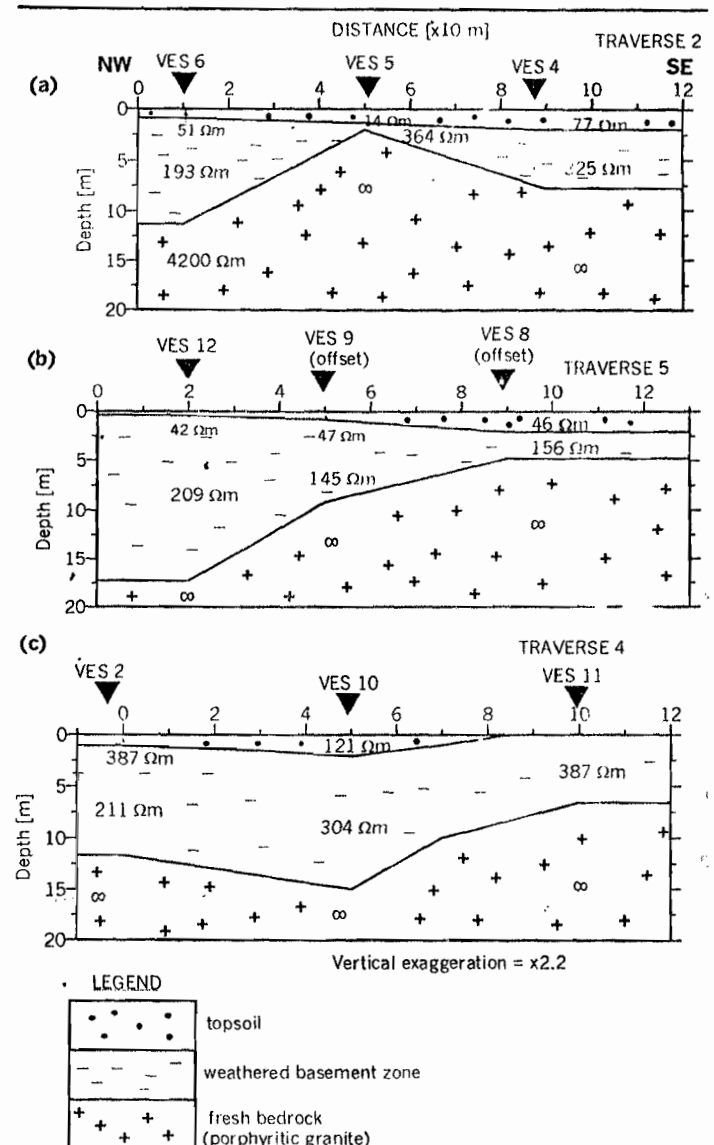 DISTANCE [x10 m]
TRAVERSE 2
(a)
NW VES 6 VES 5 VES 4 SE
0 2 4 6 8 10 12
0
5
10
15
20
Depth [m]
51 Ωm 14 Ωm 77 Ωm
364 Ωm
193 Ωm 325 Ωm
∞
4200 Ωm
∞
(b)
VES 12 VES 9 (offset) VES 8 (offset)
TRAVERSE 5
0 2 4 6 8 10 12
0
5
10
15
20
Depth [m]
42 Ωm 47 Ωm 46 Ωm
156 Ωm
209 Ωm 145 Ωm
∞ ∞
∞
(c)
TRAVERSE 4
VES 2 VES 10 VES 11
0 2 4 6 8 10 12
0
5
10
15
20
Depth [m]
387 Ωm 121 Ωm 387 Ωm
211 Ωm 304 Ωm
∞ ∞ ∞
Vertical exaggeration = x2.2
LEGEND
topsoil
weathered basement zone
fresh bedrock
(porphyritic granite)